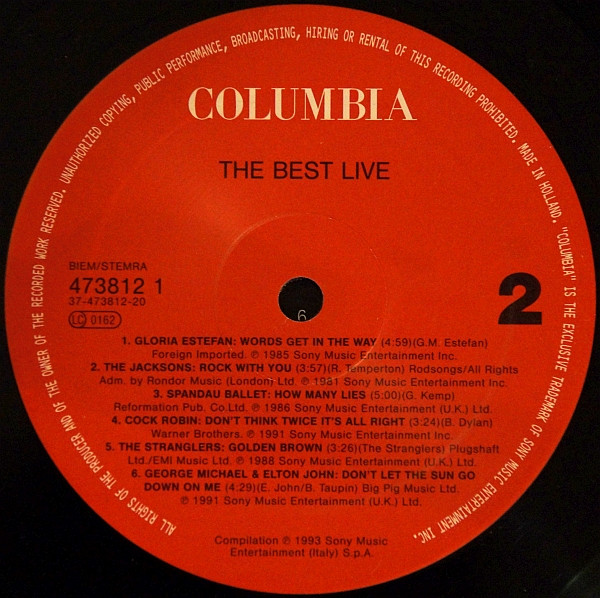 ALL RIGHTS OF THE PRODUCER AND OF THE OWNER OF THE RECORDED WORK RESERVED. UNAUTHORIZED COPYING, PUBLIC PERFORMANCE, BROADCASTING, HIRING OR RENTAL OF THIS RECORDING PROHIBITED. MADE IN HOLLAND. "COLUMBIA" IS THE EXCLUSIVE TRADEMARK OF SONY MUSIC ENTERTAINMENT INC.
COLUMBIA
THE BEST LIVE
BIEM/STEMRA
473812 1
37-473812-20
LC 0162
2
6
1. GLORIA ESTEFAN: WORDS GET IN THE WAY (4:59)(G.M. Estefan)
Foreign Imported. ℗ 1985 Sony Music Entertainment Inc.
2. THE JACKSONS: ROCK WITH YOU (3:57)(R. Temperton) Rodsongs/All Rights
Adm. by Rondor Music (London) Ltd. ℗ 1981 Sony Music Entertainment Inc.
3. SPANDAU BALLET: HOW MANY LIES (5:00)(G. Kemp)
Reformation Pub. Co.Ltd. ℗ 1986 Sony Music Entertainment (U.K.) Ltd.
4. COCK ROBIN: DON'T THINK TWICE IT'S ALL RIGHT (3:24)(B. Dylan)
Warner Brothers. ℗ 1991 Sony Music Entertainment Inc.
5. THE STRANGLERS: GOLDEN BROWN (3:26)(The Stranglers) Plugshaft
Ltd./EMI Music Ltd. ℗ 1988 Sony Music Entertainment (U.K.) Ltd.
6. GEORGE MICHAEL & ELTON JOHN: DON'T LET THE SUN GO
DOWN ON ME (4:29)(E. John/B. Taupin) Big Pig Music Ltd.
℗ 1991 Sony Music Entertainment (U.K.) Ltd.
Compilation ℗ 1993 Sony Music
Entertainment (Italy) S.p.A.